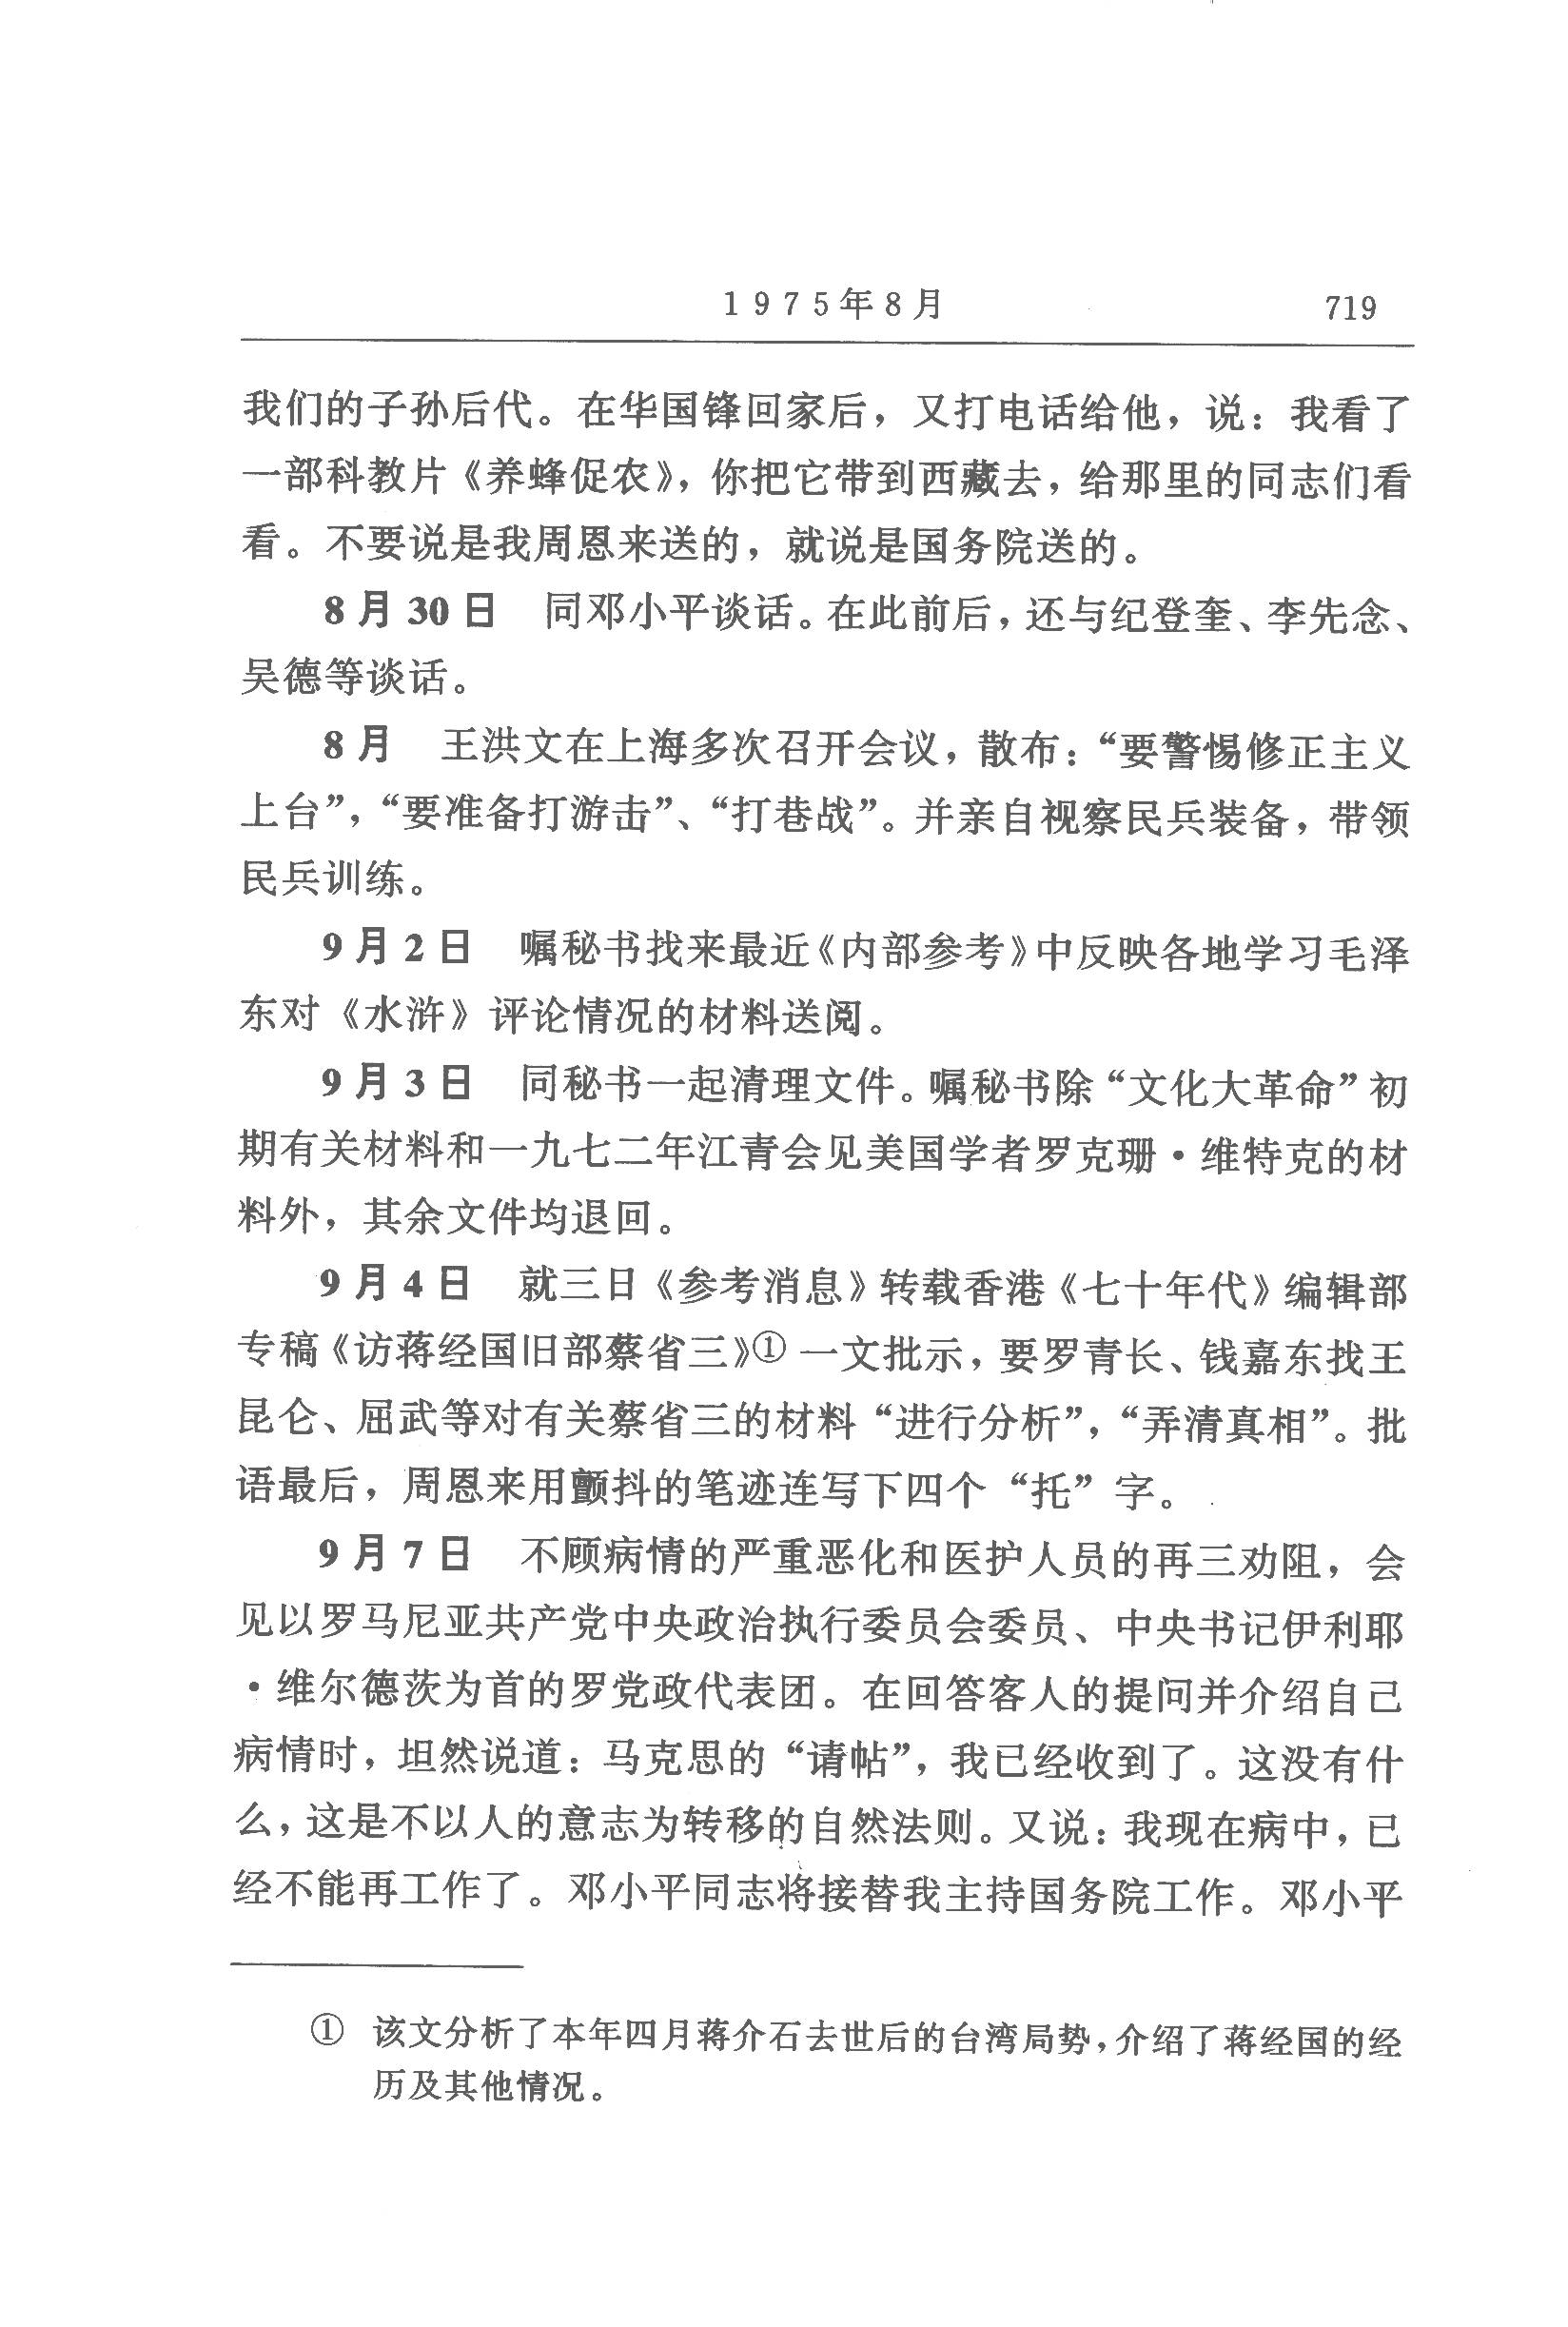 1975年8月 719
我们的子孙后代。在华国锋回家后，又打电话给他，说：我看了
一部科教片《养蜂促农》，你把它带到西藏去，给那里的同志们看
看。不要说是我周恩来送的，就说是国务院送的。
8月30日 同邓小平谈话。在此前后，还与纪登奎、李先念、
吴德等谈话。
8月 王洪文在上海多次召开会议，散布：“要警惕修正主义
上台”，“要准备打游击”、“打巷战”。并亲自视察民兵装备，带领
民兵训练。
9月2日 嘱秘书找来最近《内部参考》中反映各地学习毛泽
东对《水浒》评论情况的材料送阅。
9月3日 同秘书一起清理文件。嘱秘书除“文化大革命”初
期有关材料和一九七二年江青会见美国学者罗克珊·维特克的材
料外，其余文件均退回。
9月4日 就三日《参考消息》转载香港《七十年代》编辑部
专稿《访蒋经国旧部蔡省三》①一文批示，要罗青长、钱嘉东找王
昆仑、屈武等对有关蔡省三的材料“进行分析”，“弄清真相”。批
语最后，周恩来用颤抖的笔迹连写下四个“托”字。
9月7日 不顾病情的严重恶化和医护人员的再三劝阻，会
见以罗马尼亚共产党中央政治执行委员会委员、中央书记伊利耶
·维尔德茨为首的罗党政代表团。在回答客人的提问并介绍自己
病情时，坦然说道：马克思的“请帖”，我已经收到了。这没有什
么，这是不以人的意志为转移的自然法则。又说：我现在病中，已
经不能再工作了。邓小平同志将接替我主持国务院工作。邓小平
① 该文分析了本年四月蒋介石去世后的台湾局势，介绍了蒋经国的经
历及其他情况。